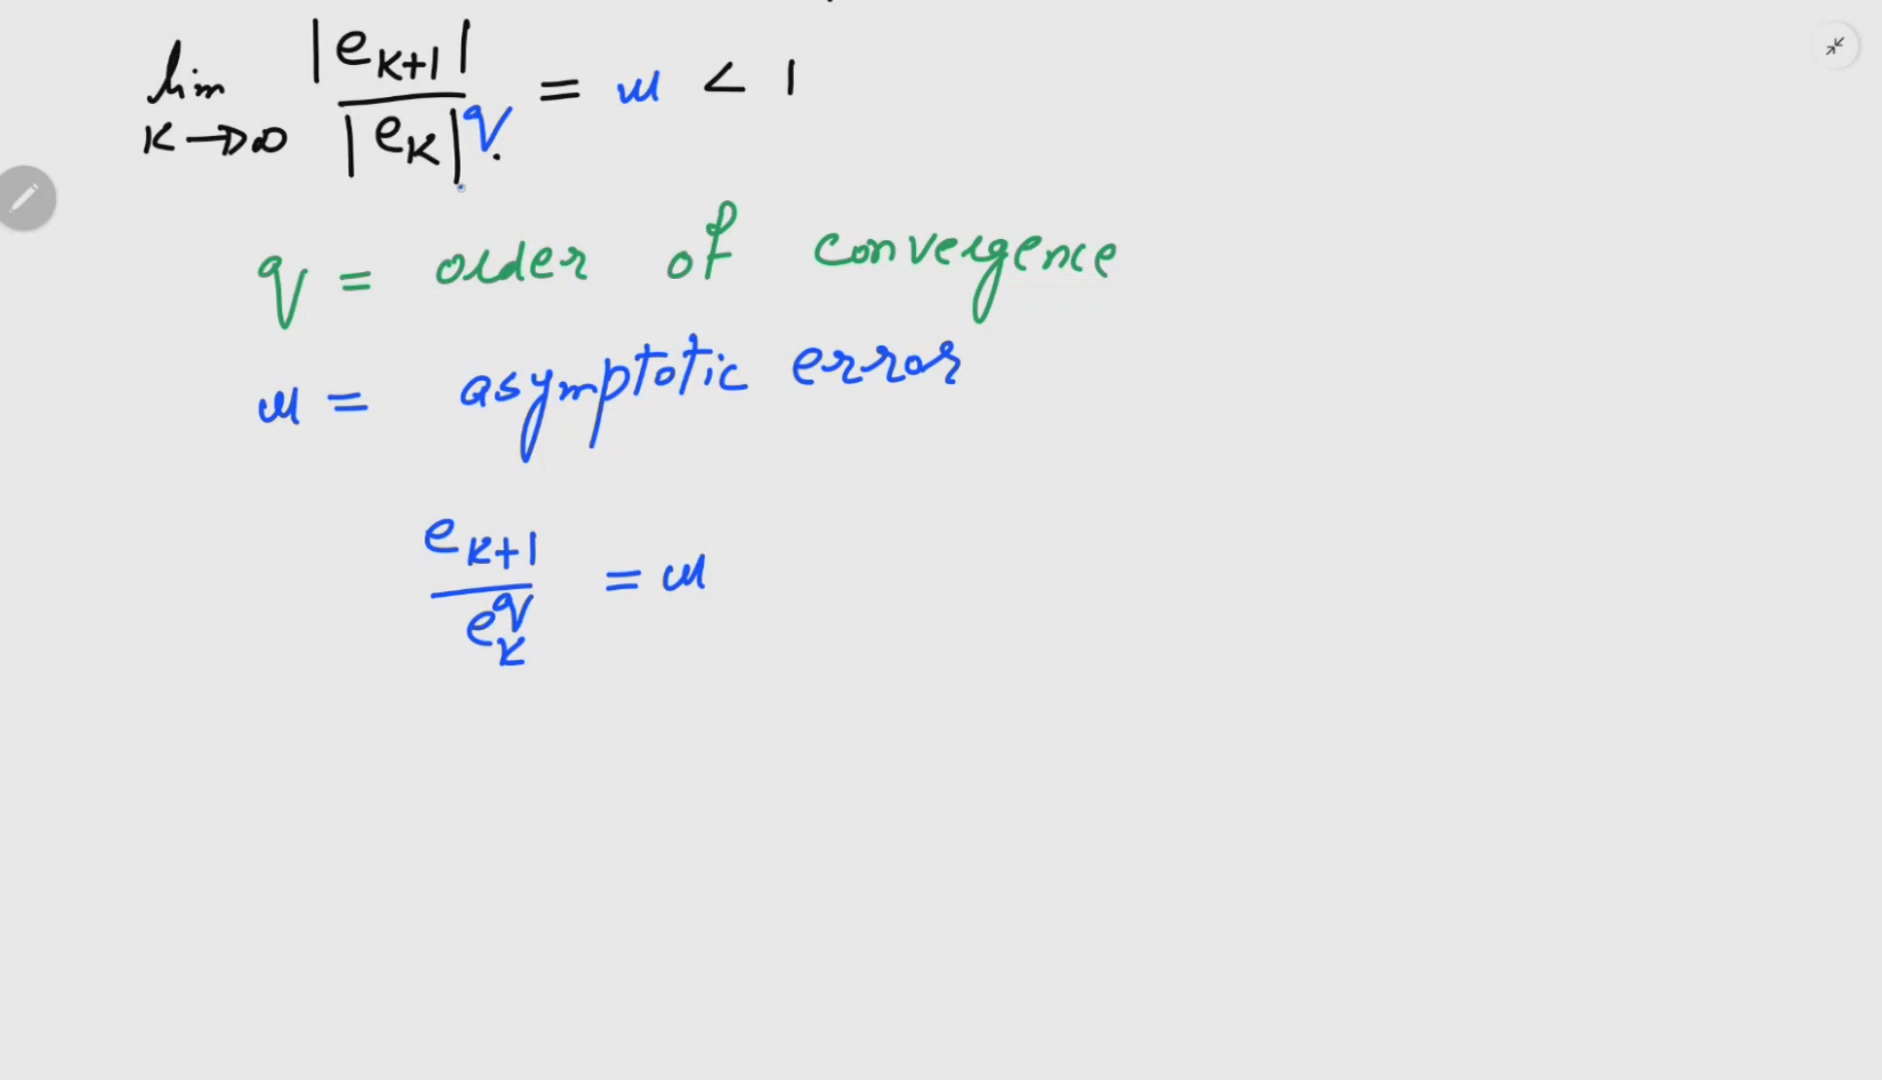 lim K→∞ |e_{K+1}| / |e_K|^q = μ < 1
q = order of convergence
μ = asymptotic error
e_{K+1} / e_K^q = μ